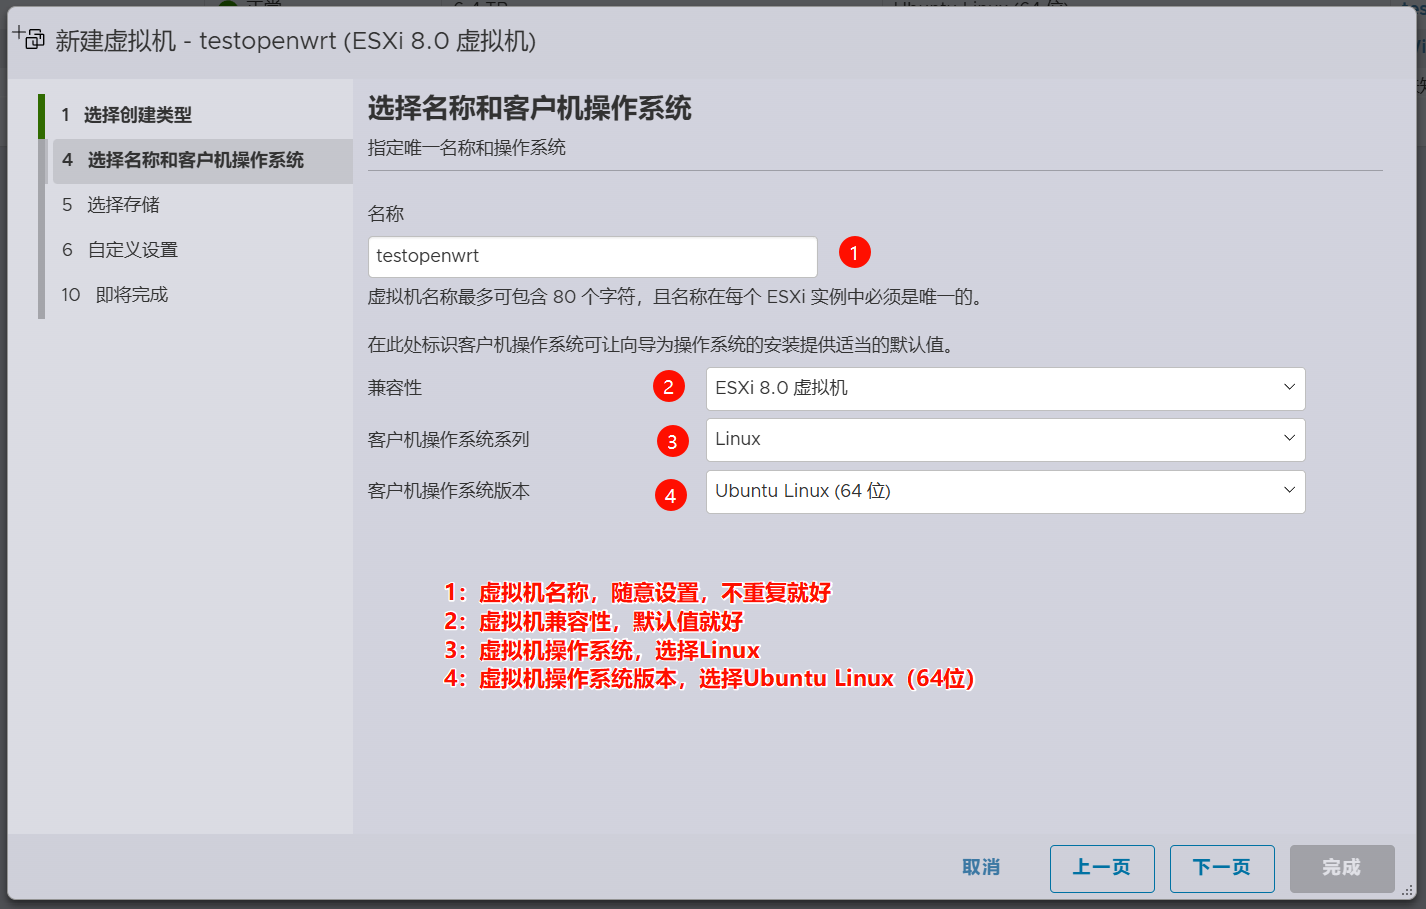 新建虚拟机 - testopenwrt (ESXi 8.0 虚拟机)
1 选择创建类型
4 选择名称和客户机操作系统
5 选择存储
6 自定义设置
10 即将完成
选择名称和客户机操作系统
指定唯一名称和操作系统
名称
testopenwrt
1
虚拟机名称最多可包含 80 个字符，且名称在每个 ESXi 实例中必须是唯一的。
在此处标识客户机操作系统可让向导为操作系统的安装提供适当的默认值。
兼容性 2 ESXi 8.0 虚拟机
客户机操作系统系列 3 Linux
客户机操作系统版本 4 Ubuntu Linux (64 位)
1：虚拟机名称，随意设置，不重复就好
2：虚拟机兼容性，默认值就好
3：虚拟机操作系统，选择Linux
4：虚拟机操作系统版本，选择Ubuntu Linux（64位）
取消 上一页 下一页 完成